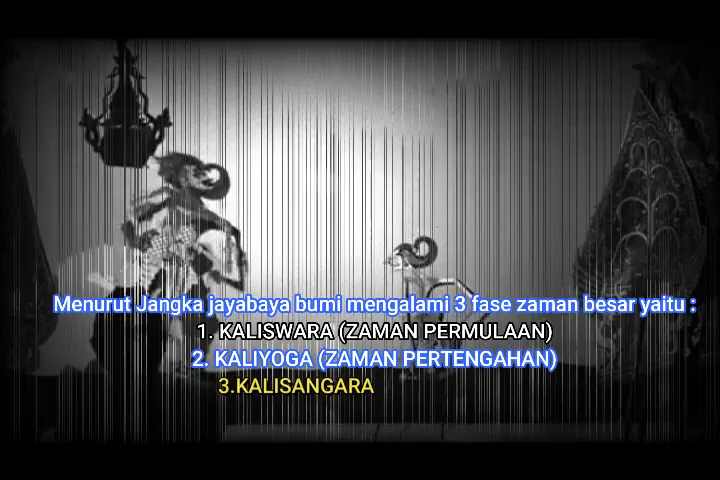 Menurut Jangka jayabaya bumi mengalami 3 fase zaman besar yaitu :
1. KALISWARA (ZAMAN PERMULAAN)
2. KALIYOGA (ZAMAN PERTENGAHAN)
3.KALISANGARA